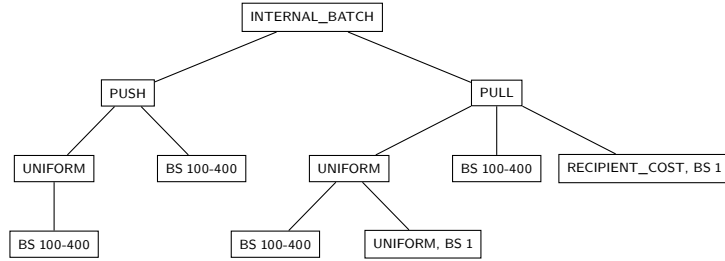 INTERNAL_BATCH
PUSH
PULL
UNIFORM
BS 100-400
UNIFORM
BS 100-400
RECIPIENT_COST, BS 1
BS 100-400
BS 100-400
UNIFORM, BS 1